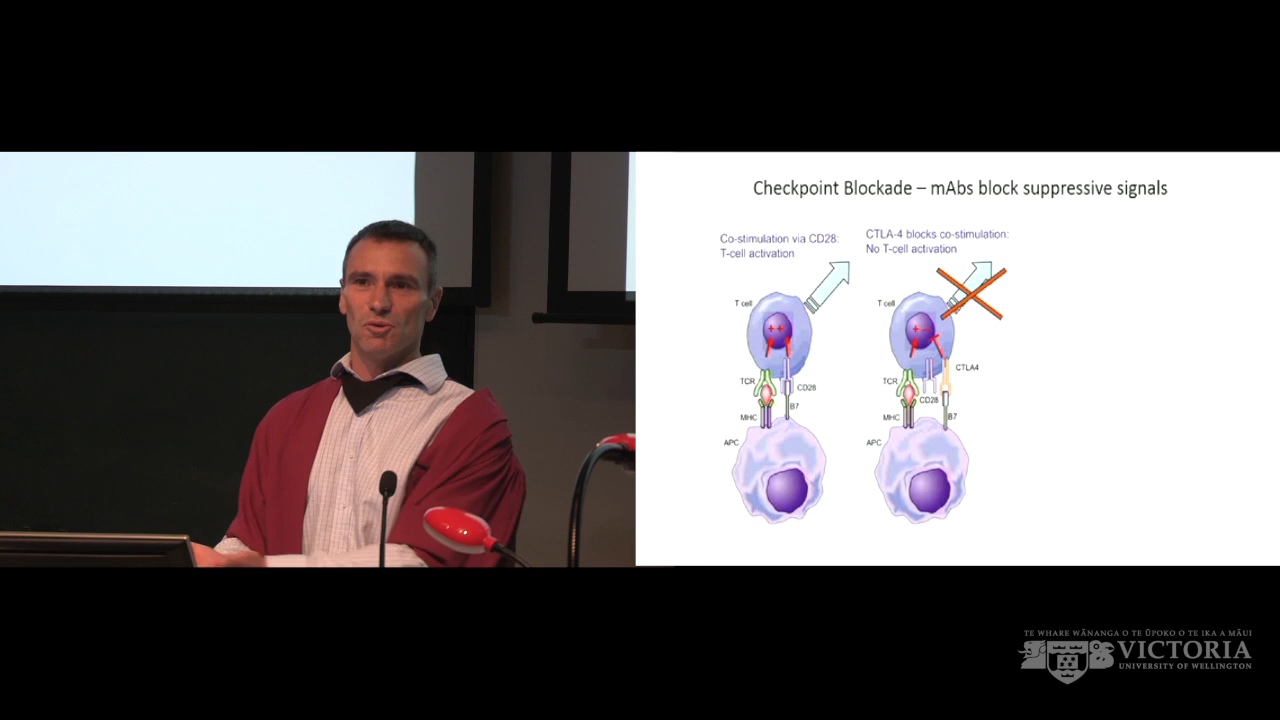 Checkpoint Blockade – mAbs block suppressive signals
Co-stimulation via CD28:
T-cell activation
CTLA-4 blocks co-stimulation:
No T-cell activation
T cell
T cell
TCR
CD28
B7
MHC
APC
TCR
CTLA4
CD28
B7
MHC
APC
TE WHARE WĀNANGA O TE ŪPOKO O TE IKA A MĀUI
VICTORIA
UNIVERSITY OF WELLINGTON